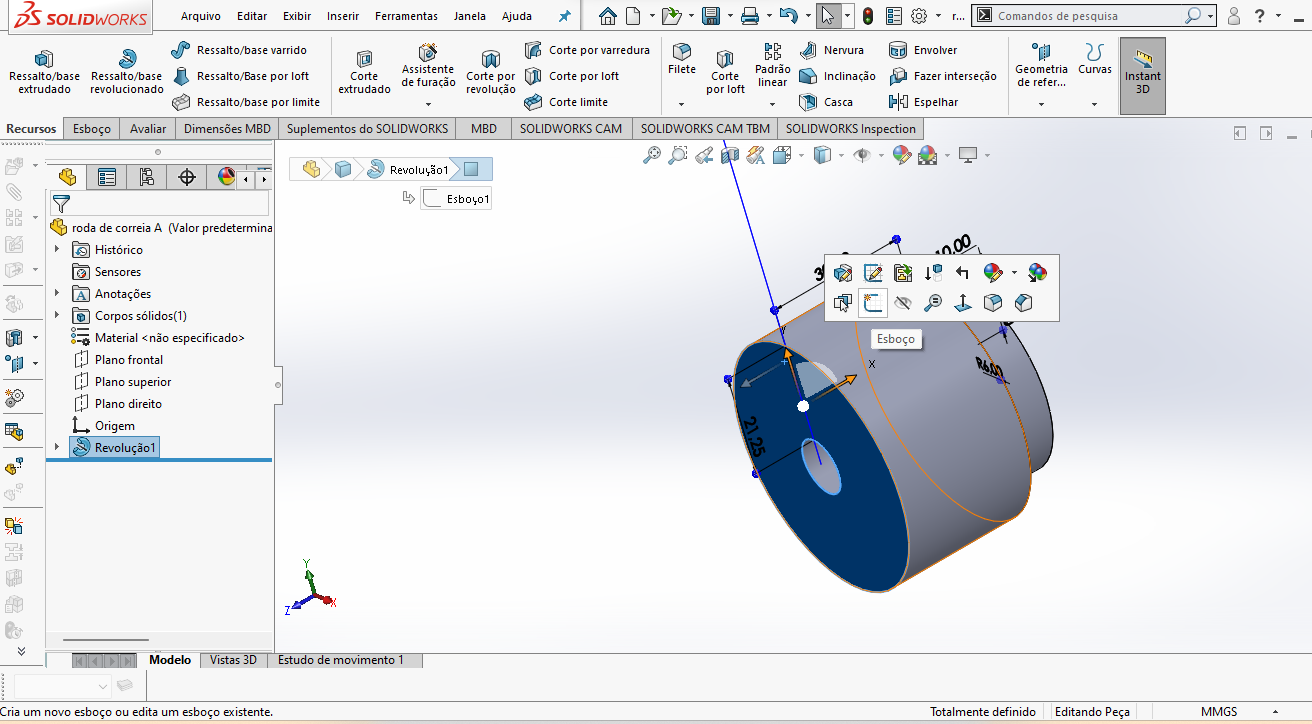 SOLIDWORKS
Arquivo Editar Exibir Inserir Ferramentas Janela Ajuda
r...
Comandos de pesquisa
?
Ressalto/base extrudado
Ressalto/base revolucionado
Ressalto/base varrido
Ressalto/Base por loft
Ressalto/base por limite
Corte extrudado
Assistente de furação
Corte por revolução
Corte por varredura
Corte por loft
Corte limite
Filete
Corte por loft
Padrão linear
Nervura
Inclinação
Casca
Envolver
Fazer interseção
Espelhar
Geometria de refer...
Curvas
Instant 3D
Recursos Esboço Avaliar Dimensões MBD Suplementos do SOLIDWORKS MBD SOLIDWORKS CAM SOLIDWORKS CAM TBM SOLIDWORKS Inspection
Revolução1
Esboço1
roda de correia A (Valor predetermina
Histórico
Sensores
Anotações
Corpos sólidos(1)
Material <não especificado>
Plano frontal
Plano superior
Plano direito
Origem
Revolução1
Esboço
X
Y
R6.00
21,25
Y
Z
X
Modelo Vistas 3D Estudo de movimento 1
Cria um novo esboço ou edita um esboço existente.
Totalmente definido Editando Peça MMGS